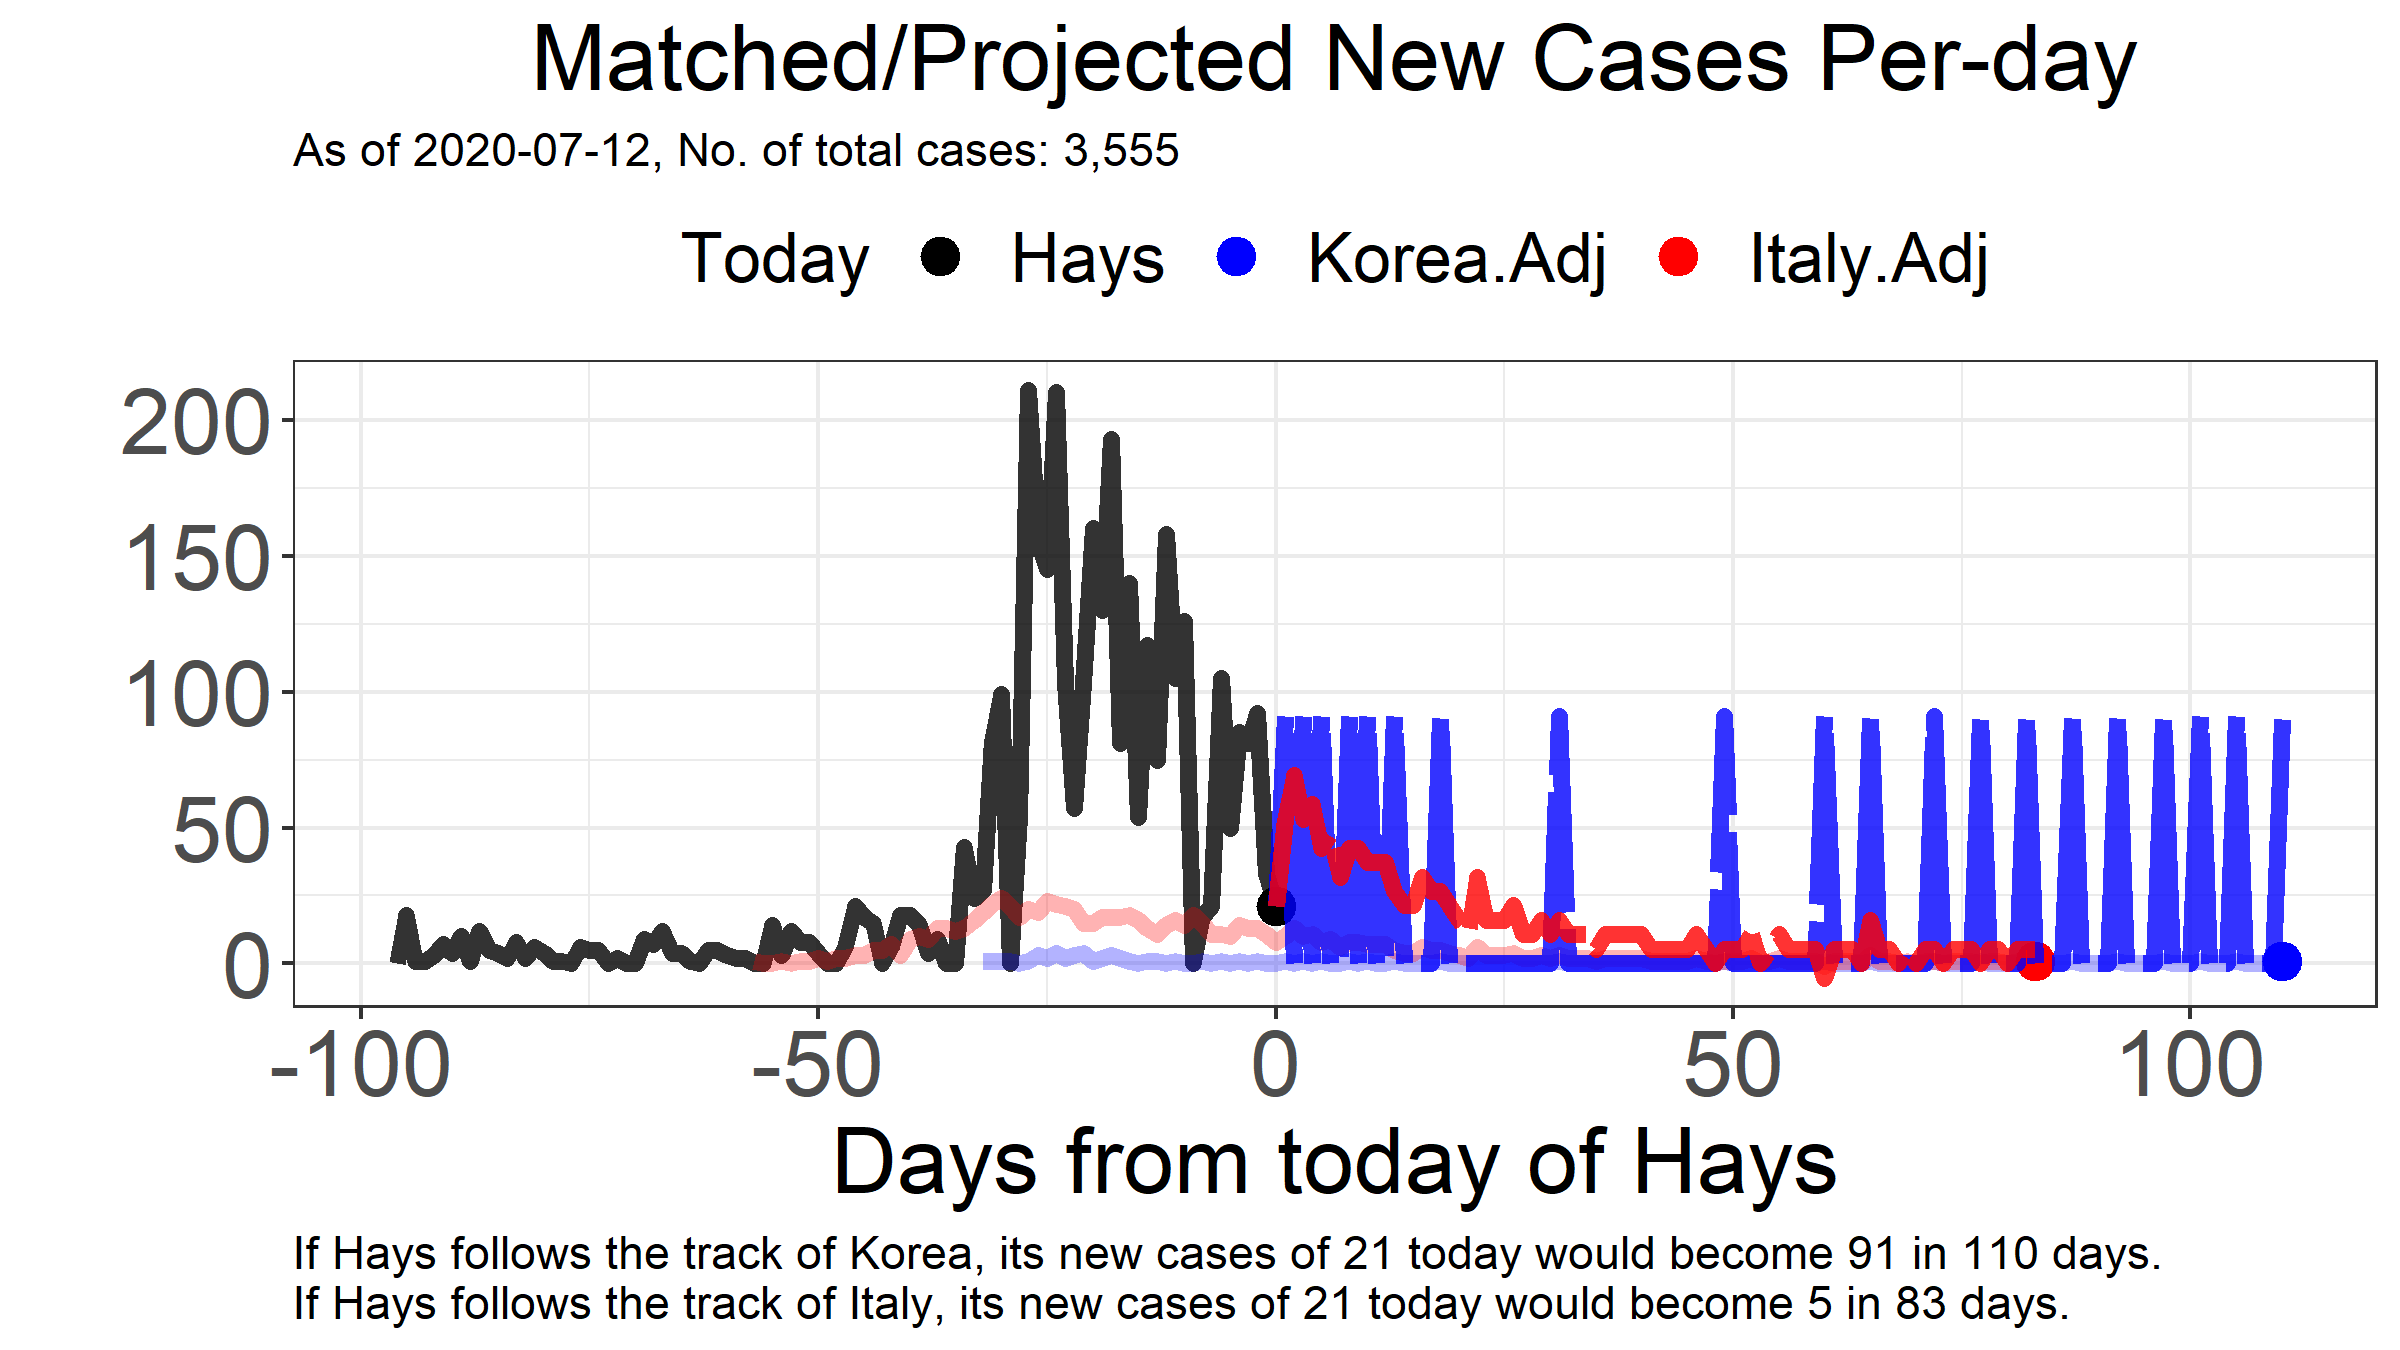 Matched/Projected New Cases Per-day
As of 2020-07-12, No. of total cases: 3,555
Today Hays Korea.Adj Italy.Adj
200
150
100
50
0
-100 -50 0 50 100
Days from today of Hays
If Hays follows the track of Korea, its new cases of 21 today would become 91 in 110 days.
If Hays follows the track of Italy, its new cases of 21 today would become 5 in 83 days.